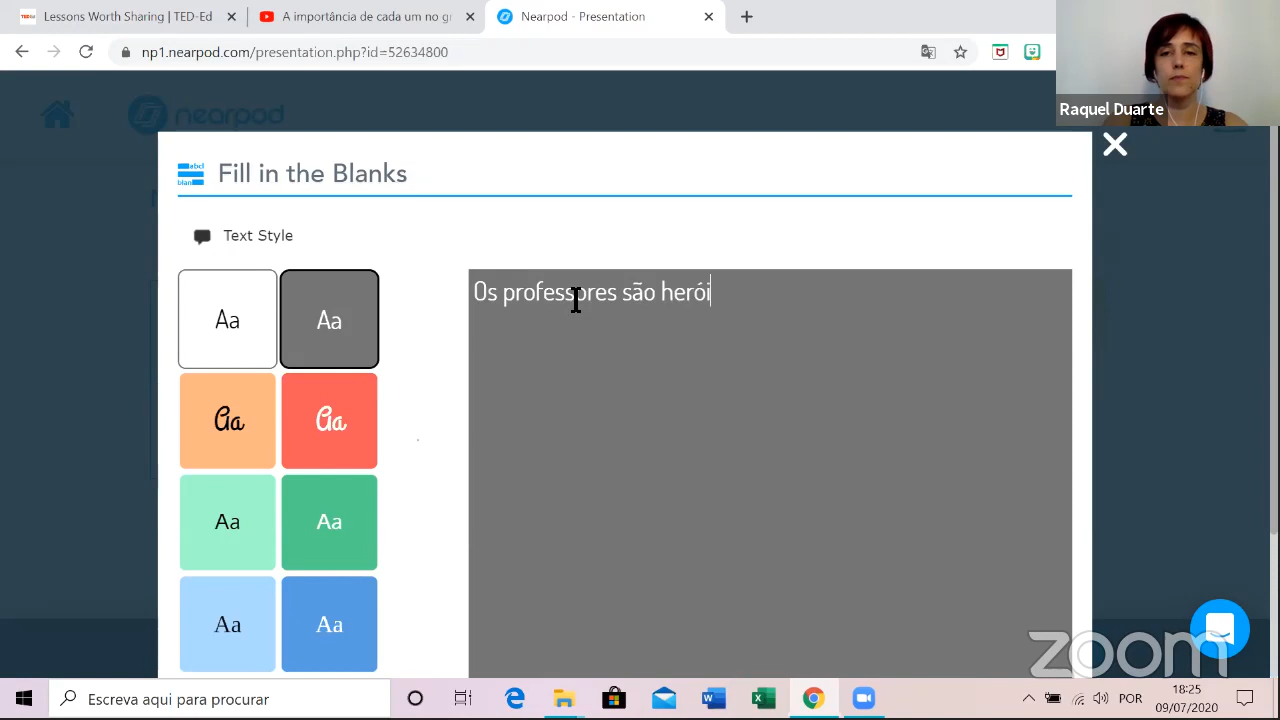 Lessons Worth Sharing | TED-Ed
A importância de cada um no gr
Nearpod - Presentation
np1.nearpod.com/presentation.php?id=52634800
Raquel Duarte
nearpod
Fill in the Blanks
Text Style
Aa Aa
Os professores são herói
Aa Aa
Aa Aa
Aa Aa
zoom
Escreva aqui para procurar
POR
18:25
09/07/2020